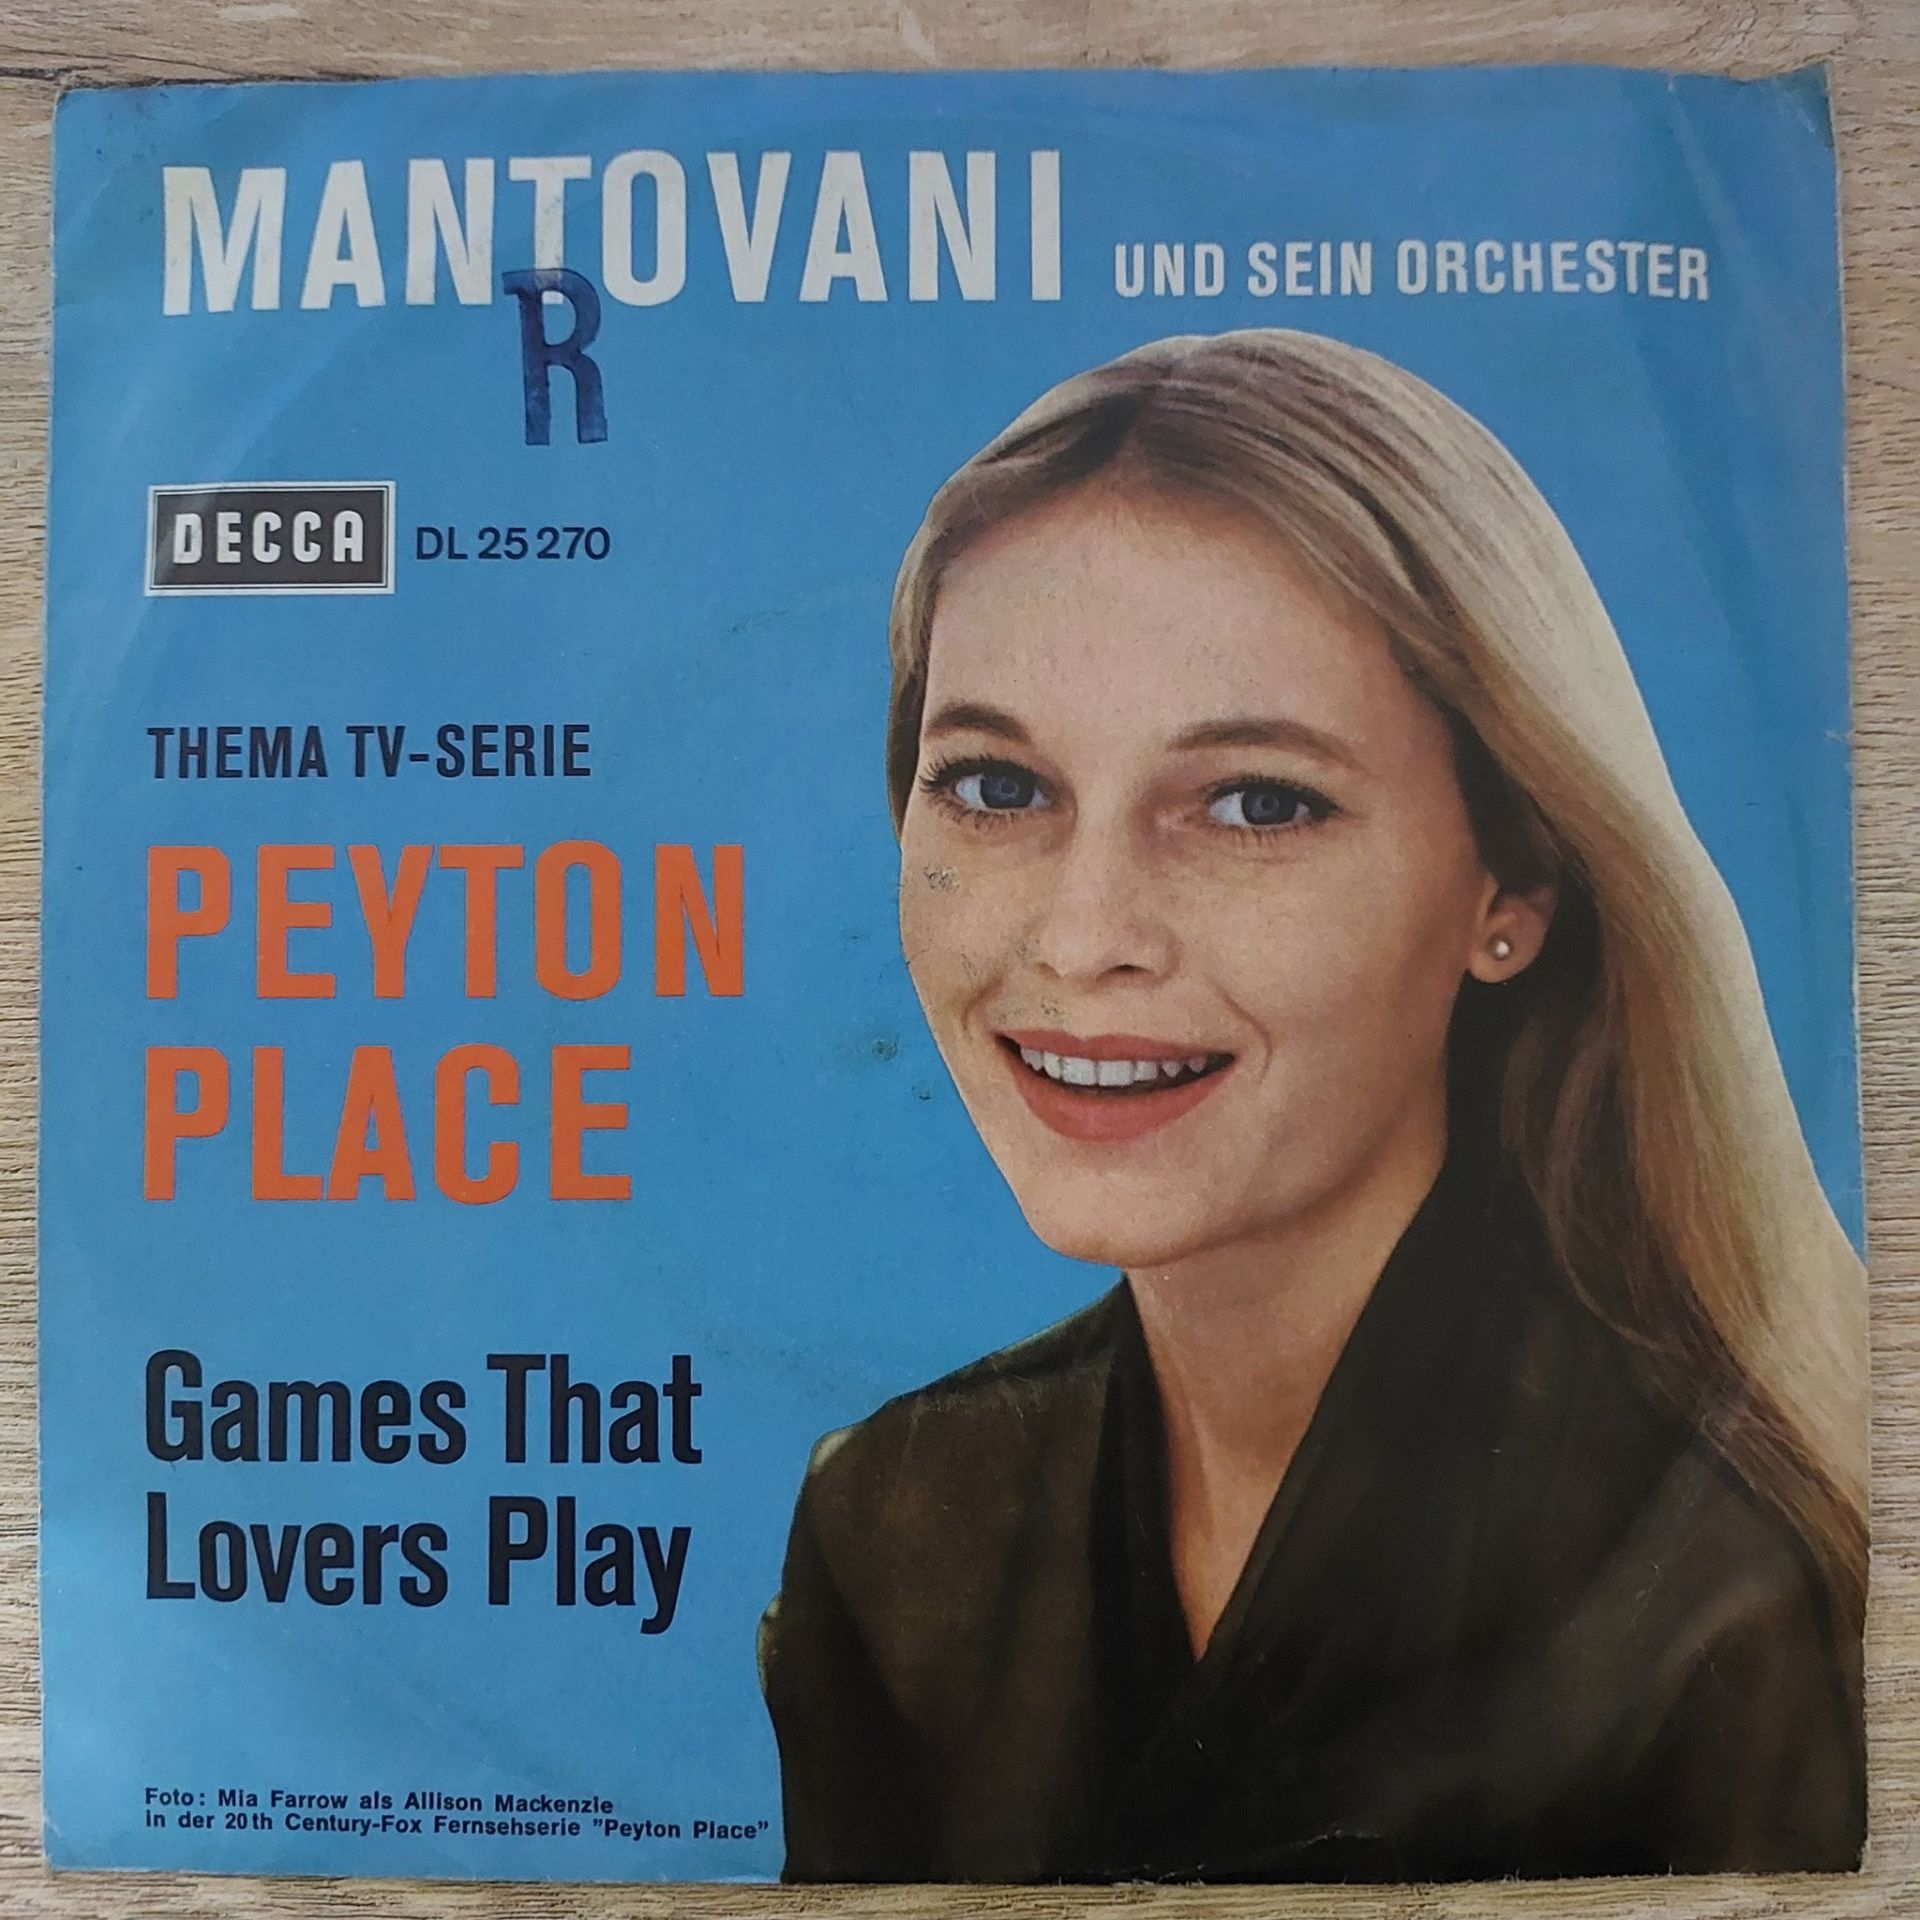 MANTOVANI UND SEIN ORCHESTER
R
DECCA DL 25 270
THEMA TV-SERIE
PEYTON
PLACE
Games That
Lovers Play
Foto: Mia Farrow als Allison Mackenzie
in der 20th Century-Fox Fernsehserie ”Peyton Place”